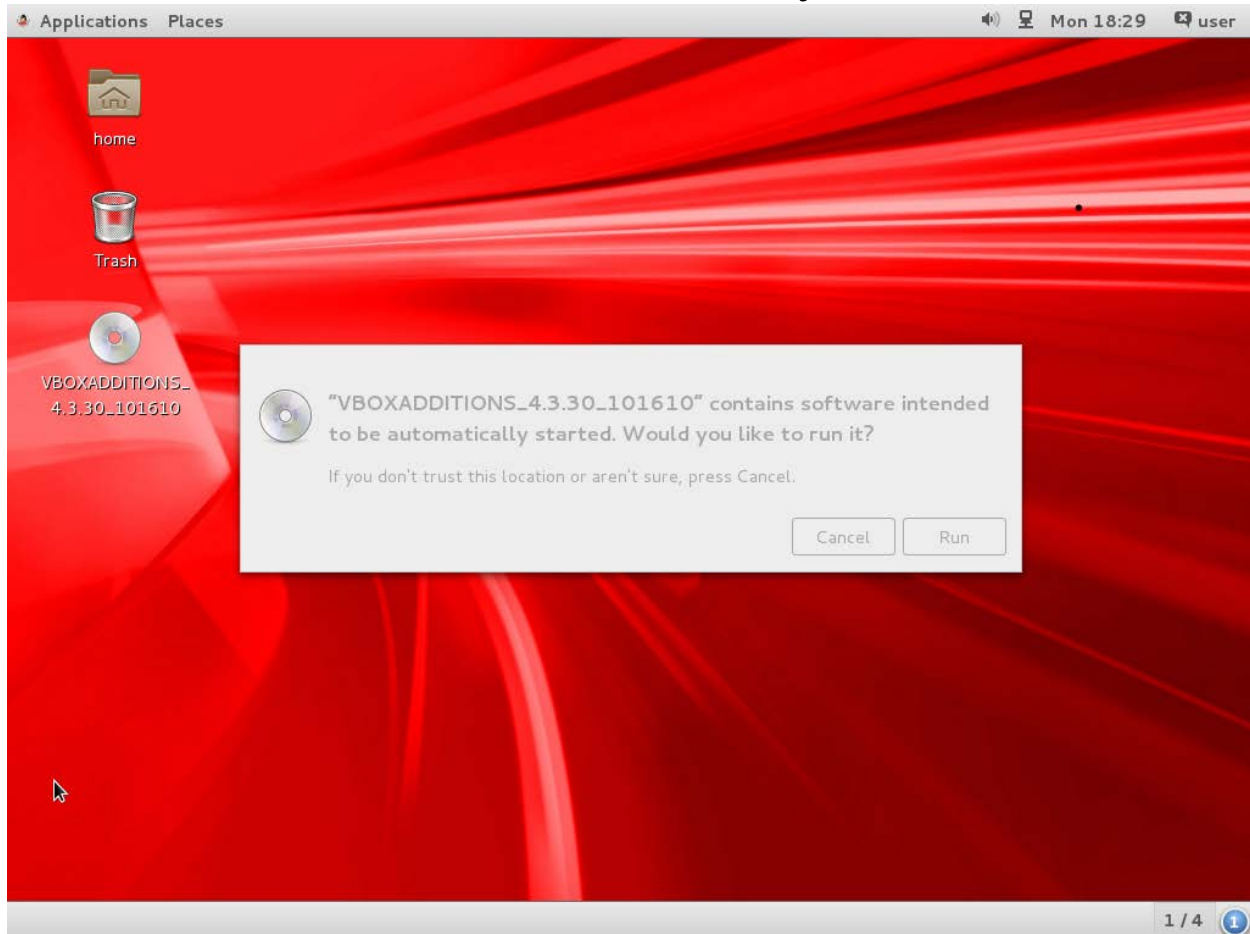 Applications Places
Mon 18:29 user
home
Trash
VBOXADDITIONS_
4.3.30_101610
"VBOXADDITIONS_4.3.30_101610" contains software intended
to be automatically started. Would you like to run it?
If you don't trust this location or aren't sure, press Cancel.
Cancel Run
1 / 4 1